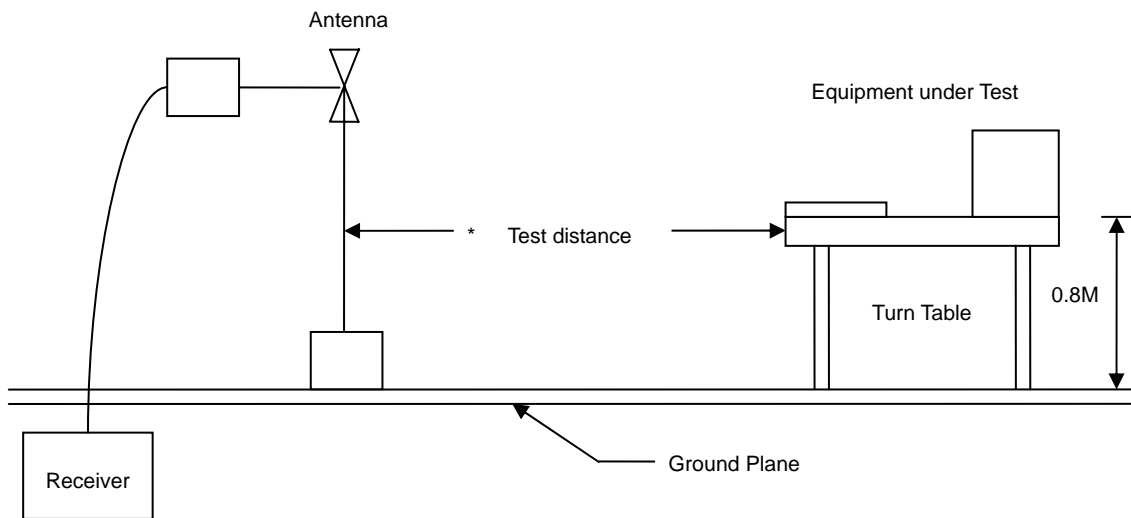 Antenna
Equipment under Test
* Test distance
0.8M
Turn Table
Ground Plane
Receiver